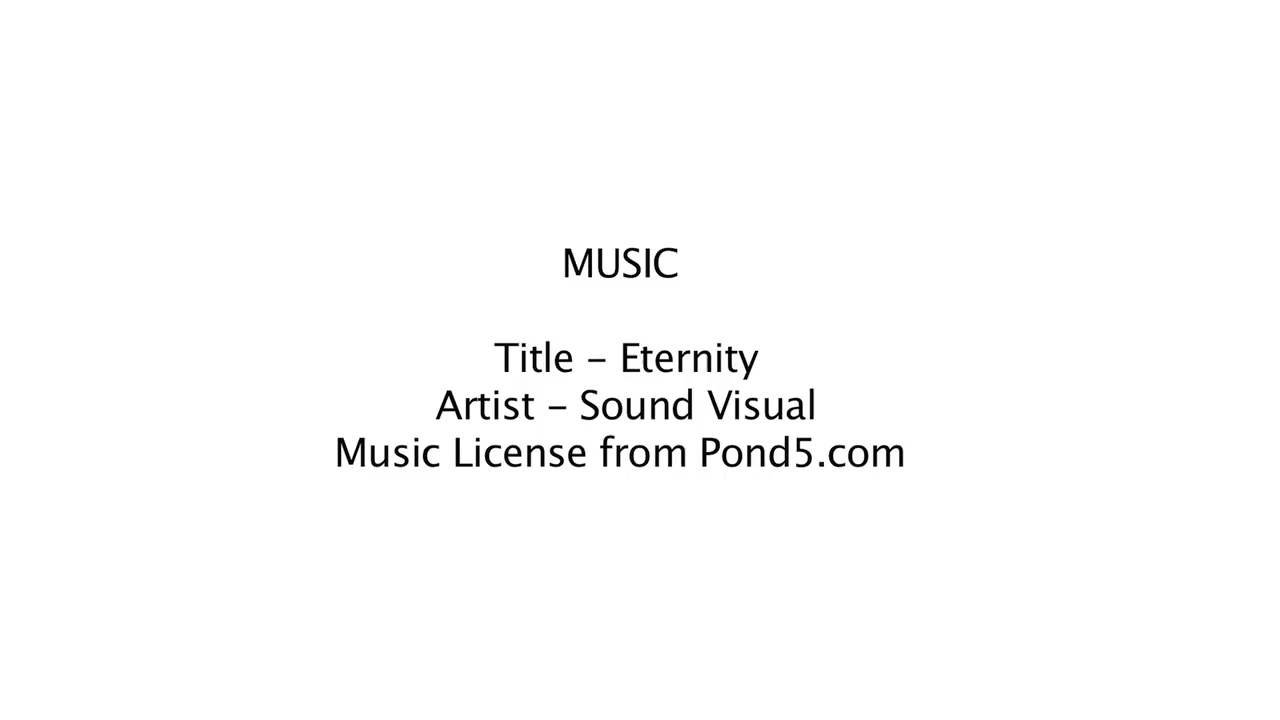 MUSIC
Title – Eternity
Artist – Sound Visual
Music License from Pond5.com